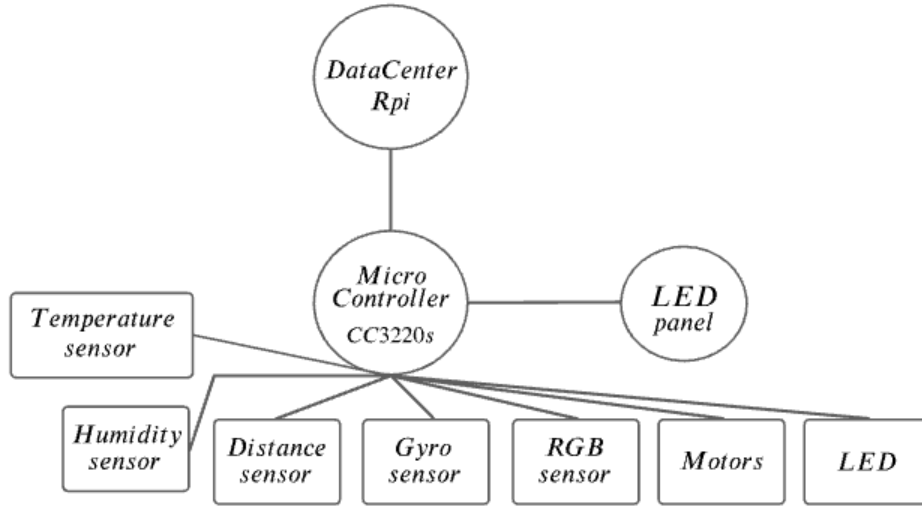 DataCenter
Rpi
Micro
Controller
CC3220s
LED
panel
Temperature
sensor
Humidity
sensor
Distance
sensor
Gyro
sensor
RGB
sensor
Motors
LED